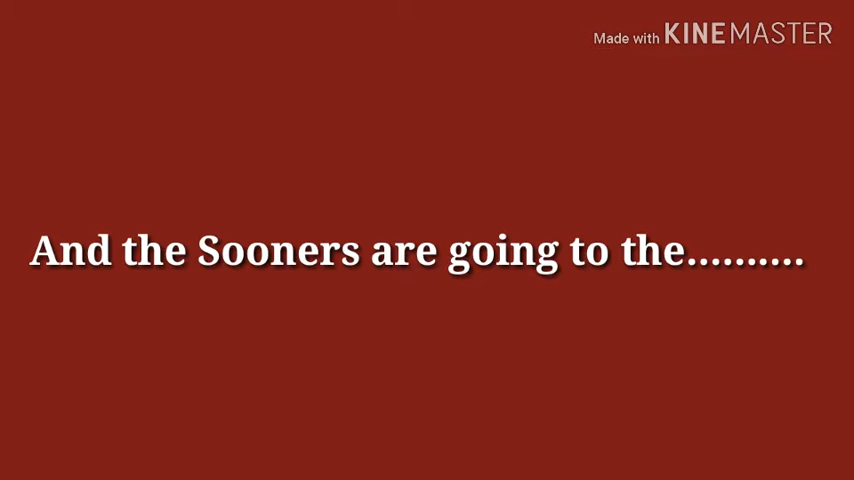 Made with KINEMASTER
And the Sooners are going to the..........